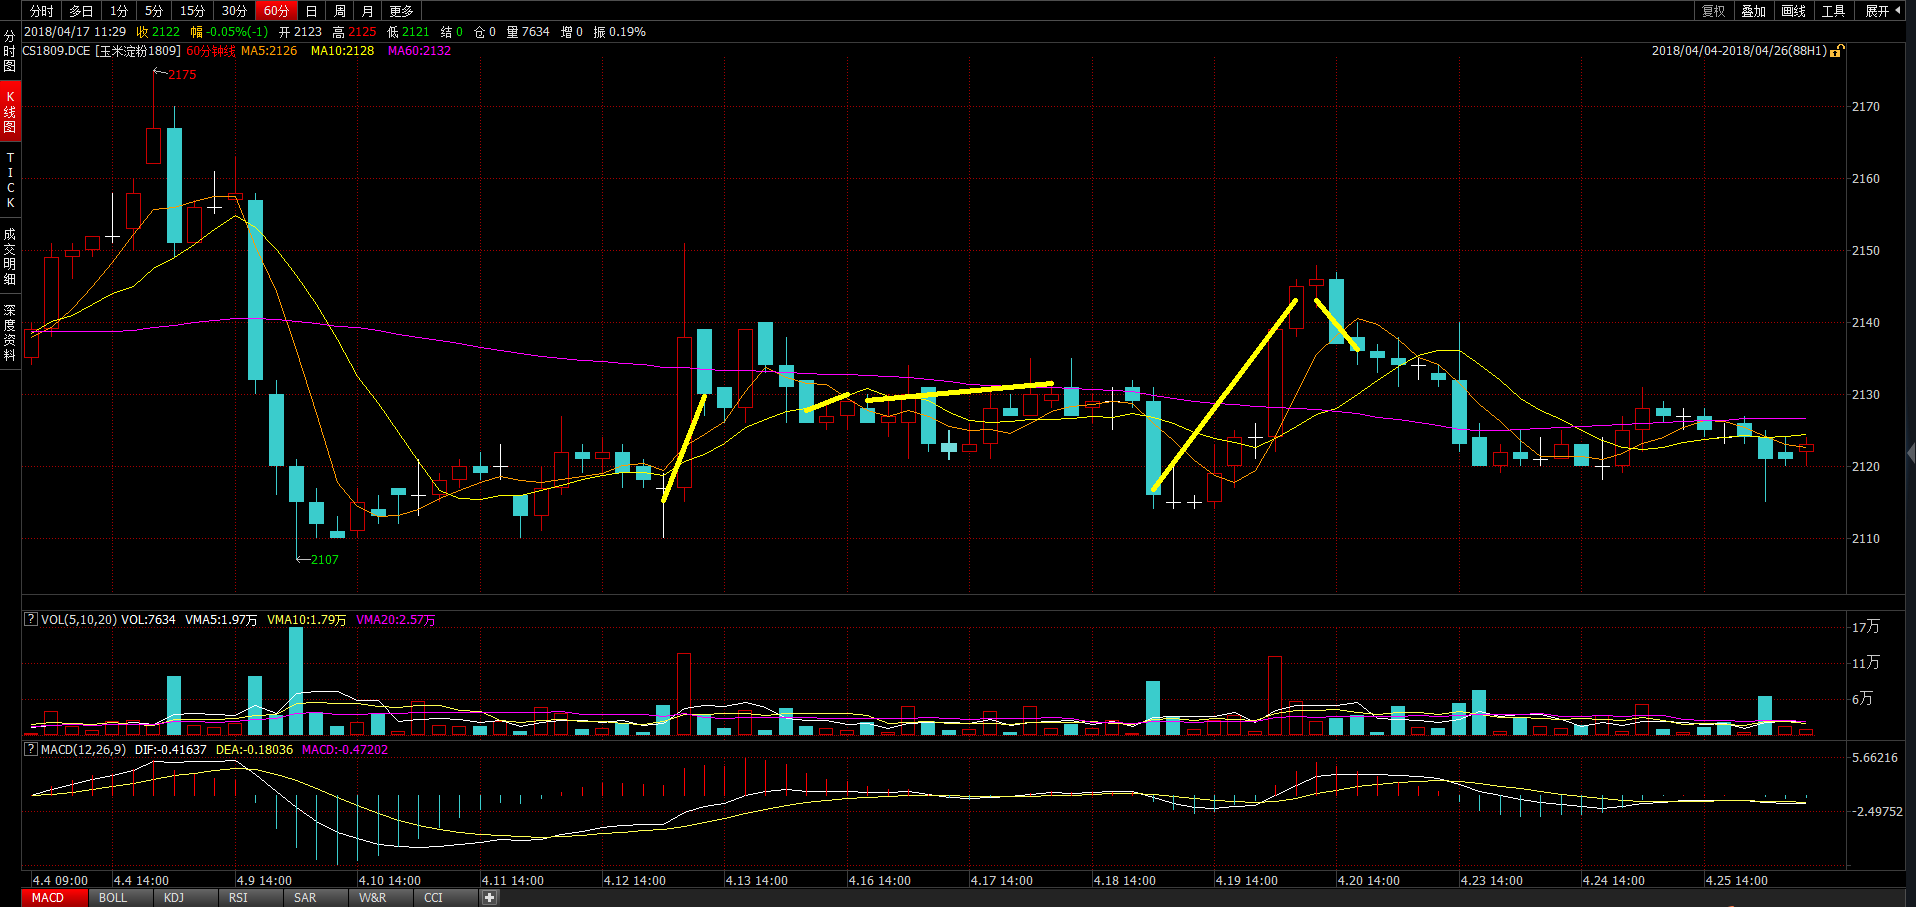 分时 多日 1分 5分 15分 30分 60分 日 周 月 更多 复权 叠加 画线 工具 展开
2018/04/17 11:29 收 2122 幅 -0.05%(-1) 开 2123 高 2125 低 2121 结 0 仓 0 量 7634 增 0 振 0.19%
CS1809.DCE [玉米淀粉1809] 60分钟线 MA5:2126 MA10:2128 MA60:2132 2018/04/04-2018/04/26(88H1)
分时图
K线图
TICK
成交明细
深度资料
2175
2107
2170
2160
2150
2140
2130
2120
2110
? VOL(5,10,20) VOL:7634 VMA5:1.97万 VMA10:1.79万 VMA20:2.57万
17万
11万
6万
? MACD(12,26,9) DIF:-0.41637 DEA:-0.18036 MACD:-0.47202
5.66216
-2.49752
4.4 09:00 4.4 14:00 4.9 14:00 4.10 14:00 4.11 14:00 4.12 14:00 4.13 14:00 4.16 14:00 4.17 14:00 4.18 14:00 4.19 14:00 4.20 14:00 4.23 14:00 4.24 14:00 4.25 14:00
MACD BOLL KDJ RSI SAR W&R CCI